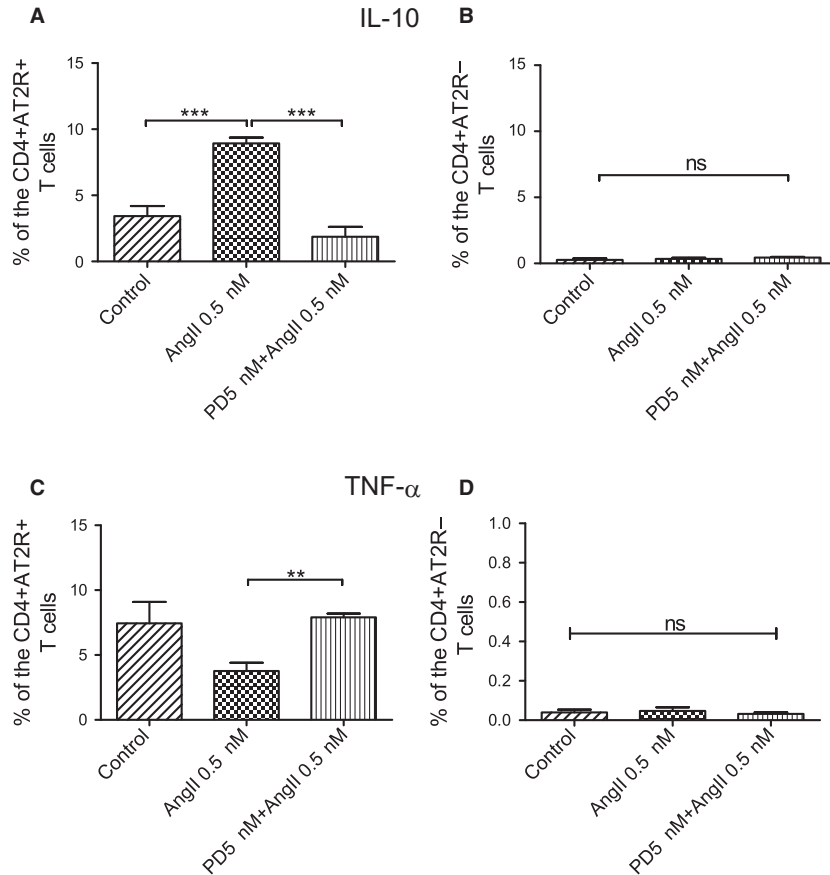 A
IL-10
B
% of the CD4+AT2R+
T cells
15
10
5
0
***
***
Control
AngII 0.5 nM
PD5 nM+AngII 0.5 nM
% of the CD4+AT2R−
T cells
15
10
5
0
ns
Control
AngII 0.5 nM
PD5 nM+AngII 0.5 nM
C
TNF-α
D
% of the CD4+AT2R+
T cells
15
10
5
0
**
Control
AngII 0.5 nM
PD5 nM+AngII 0.5 nM
% of the CD4+AT2R−
T cells
1.0
0.8
0.6
0.4
0.2
0.0
ns
Control
AngII 0.5 nM
PD5 nM+AngII 0.5 nM